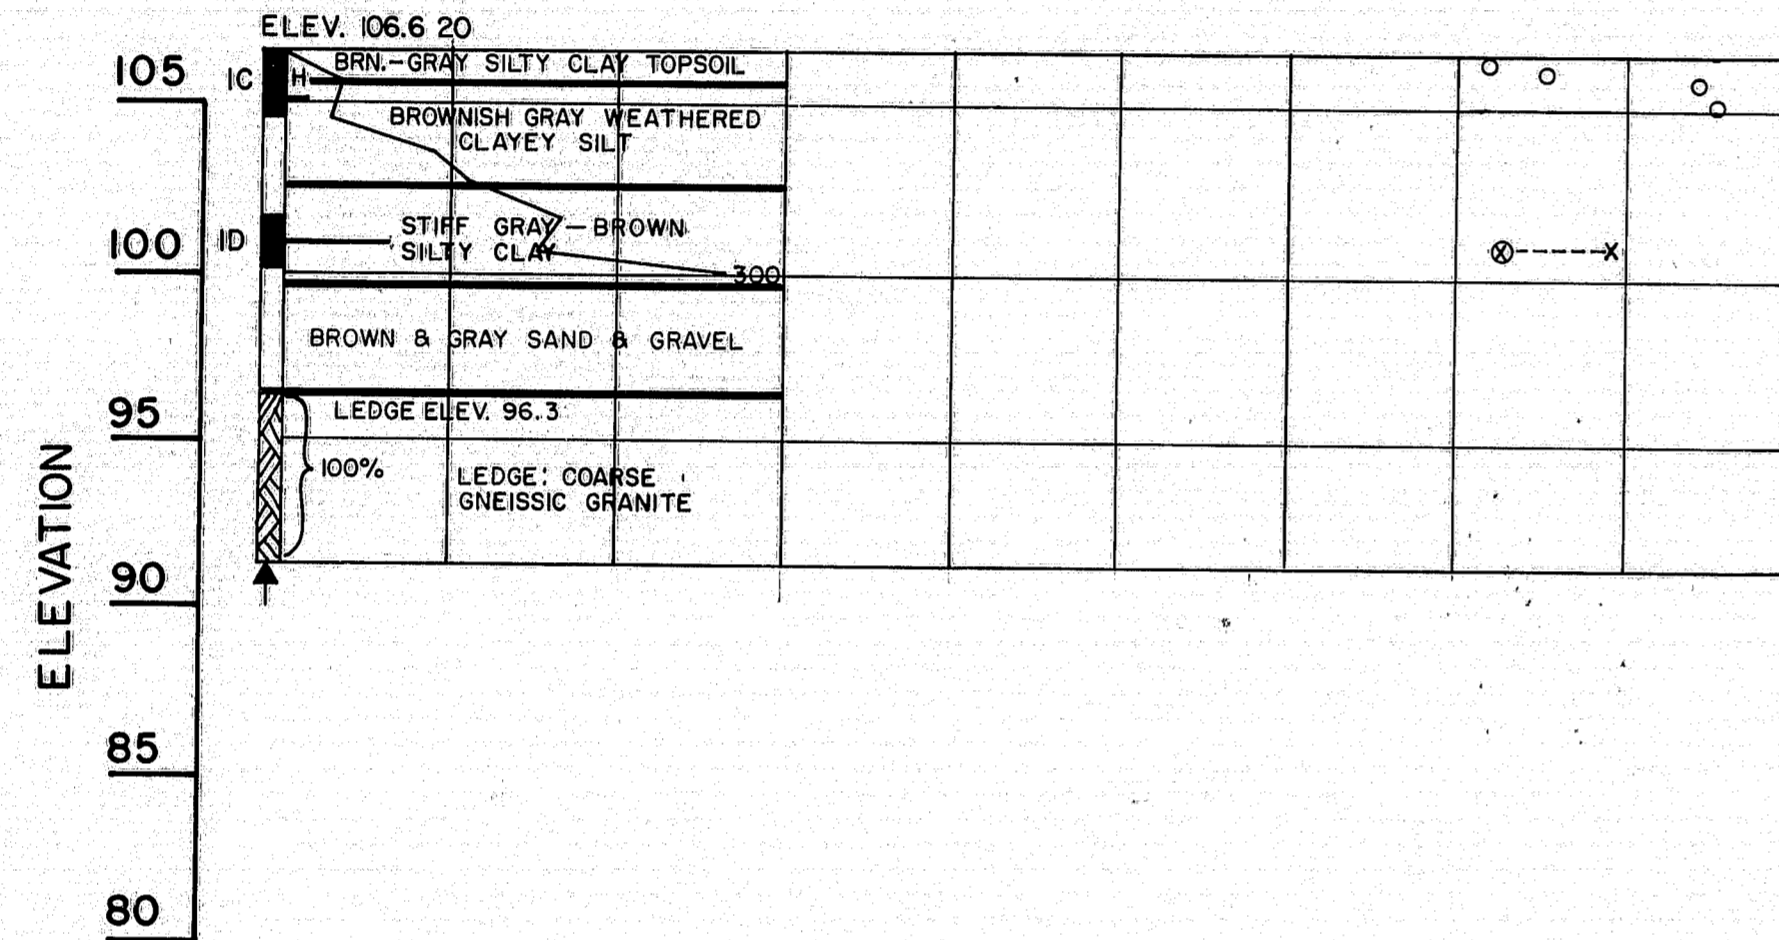 ELEV. 106.6 20
105
1C
H
BRN.-GRAY SILTY CLAY TOPSOIL
BROWNISH GRAY WEATHERED
CLAYEY SILT
100
1D
STIFF GRAY-BROWN
SILTY CLAY
300
BROWN & GRAY SAND & GRAVEL
95
LEDGE ELEV. 96.3
100%
LEDGE: COARSE
GNEISSIC GRANITE
ELEVATION
90
85
80